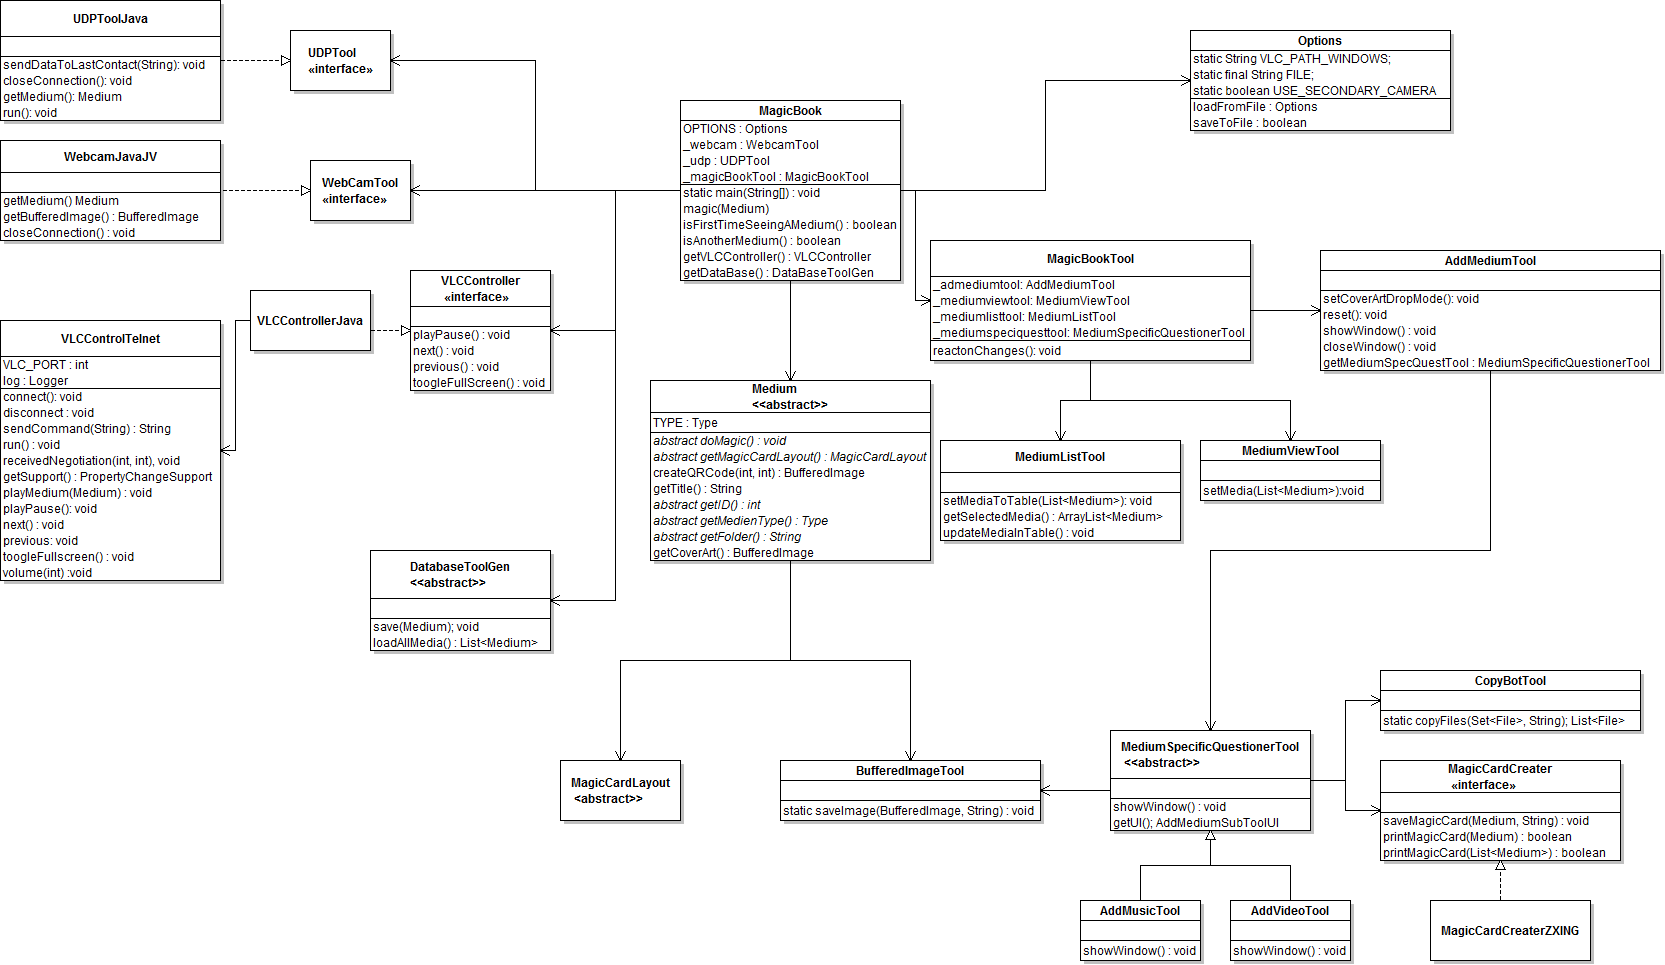 UDPToolJava
sendDataToLastContact(String): void
closeConnection(): void
getMedium(): Medium
run(): void
UDPTool
«interface»
WebcamJavaJV
getMedium() Medium
getBufferedImage() : BufferedImage
closeConnection() : void
WebCamTool
«interface»
VLCController
«interface»
playPause() : void
next() : void
previous() : void
toogleFullScreen() : void
VLCControllerJava
VLCControlTelnet
VLC_PORT : int
log : Logger
connect(): void
disconnect : void
sendCommand(String) : String
run() : void
receivedNegotiation(int, int), void
getSupport() : PropertyChangeSupport
playMedium(Medium) : void
playPause(): void
next() : void
previous: void
toogleFullscreen() : void
volume(int) :void
DatabaseToolGen
<<abstract>>
save(Medium); void
loadAllMedia() : List<Medium>
MagicBook
OPTIONS : Options
_webcam : WebcamTool
_udp : UDPTool
_magicBookTool : MagicBookTool
static main(String[]) : void
magic(Medium)
isFirstTimeSeeingAMedium() : boolean
isAnotherMedium() : boolean
getVLCController() : VLCController
getDataBase() : DataBaseToolGen
Options
static String VLC_PATH_WINDOWS;
static final String FILE;
static boolean USE_SECONDARY_CAMERA
loadFromFile : Options
saveToFile : boolean
MagicBookTool
_admediumtool: AddMediumTool
_mediumviewtool: MediumViewTool
_mediumlisttool: MediumListTool
_mediumspeciquesttool: MediumSpecificQuestionerTool
reactonChanges(): void
AddMediumTool
setCoverArtDropMode(): void
reset(): void
showWindow() : void
closeWindow() : void
getMediumSpecQuestTool : MediumSpecificQuestionerTool
Medium
<<abstract>>
TYPE : Type
abstract doMagic() : void
abstract getMagicCardLayout() : MagicCardLayout
createQRCode(int, int) : BufferedImage
getTitle() : String
abstract getID() : int
abstract getMedienType() : Type
abstract getFolder() : String
getCoverArt() : BufferedImage
MediumListTool
setMediaToTable(List<Medium>): void
getSelectedMedia() : ArrayList<Medium>
updateMediaInTable() : void
MediumViewTool
setMedia(List<Medium>):void
MagicCardLayout
<abstract>>
BufferedImageTool
static saveImage(BufferedImage, String) : void
MediumSpecificQuestionerTool
<<abstract>>
showWindow() : void
getUI(); AddMediumSubToolUI
CopyBotTool
static copyFiles(Set<File>, String); List<File>
MagicCardCreater
«interface»
saveMagicCard(Medium, String) : void
printMagicCard(Medium) : boolean
printMagicCard(List<Medium>) : boolean
AddMusicTool
showWindow() : void
AddVideoTool
showWindow() : void
MagicCardCreaterZXING